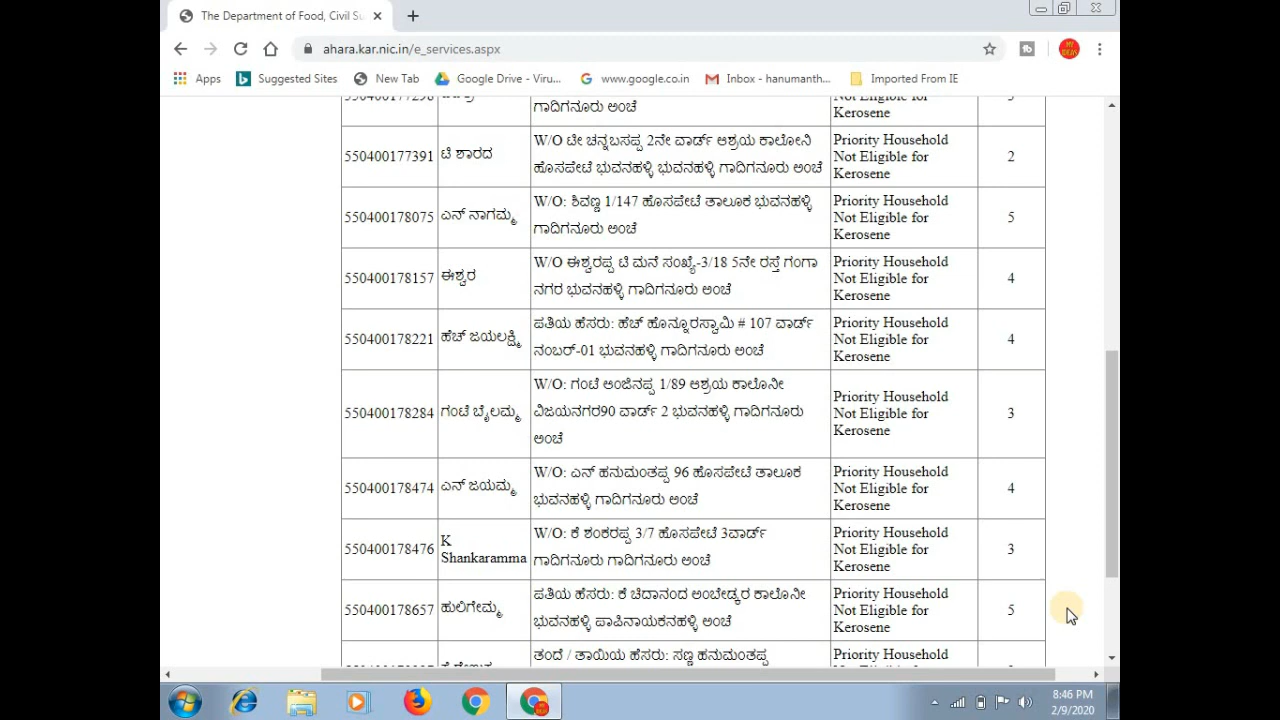 The Department of Food, Civil Su
ahara.kar.nic.in/e_services.aspx
MY IDEAS
Apps Suggested Sites New Tab Google Drive - Viru... www.google.co.in Inbox - hanumanth... Imported From IE
ಗಾದಿಗನೂರು ಅಂಚೆ
Kerosene
550400177391
ಟಿ ಶಾರದ
W/O ಟೀ ಚನ್ನಬಸಪ್ಪ 2ನೇ ವಾರ್ಡ್ ಆಶ್ರಯ ಕಾಲೋನಿ
ಹೊಸಪೇಟೆ ಭುವನಹಳ್ಳಿ ಭುವನಹಳ್ಳಿ ಗಾದಿಗನೂರು ಅಂಚೆ
Priority Household
Not Eligible for
Kerosene
2
550400178075
ಎನ್ ನಾಗಮ್ಮ
W/O: ಶಿವಣ್ಣ 1/147 ಹೊಸಪೇಟೆ ತಾಲೂಕ ಭುವನಹಳ್ಳಿ
ಗಾದಿಗನೂರು ಅಂಚೆ
Priority Household
Not Eligible for
Kerosene
5
550400178157
ಈಶ್ವರ
W/O ಈಶ್ವರಪ್ಪ ಟಿ ಮನೆ ಸಂಖ್ಯೆ-3/18 5ನೇ ರಸ್ತೆ ಗಂಗಾ
ನಗರ ಭುವನಹಳ್ಳಿ ಗಾದಿಗನೂರು ಅಂಚೆ
Priority Household
Not Eligible for
Kerosene
4
550400178221
ಹೆಚ್ ಜಯಲಕ್ಷ್ಮಿ
ಪತಿಯ ಹೆಸರು: ಹೆಚ್ ಹೊನ್ನೂರಸ್ವಾಮಿ # 107 ವಾರ್ಡ್
ನಂಬರ್-01 ಭುವನಹಳ್ಳಿ ಗಾದಿಗನೂರು ಅಂಚೆ
Priority Household
Not Eligible for
Kerosene
4
550400178284
ಗಂಟೆ ಬೈಲಮ್ಮ
W/O: ಗಂಟೆ ಅಂಜಿನಪ್ಪ 1/89 ಆಶ್ರಯ ಕಾಲೋನೀ
ವಿಜಯನಗರ90 ವಾರ್ಡ್ 2 ಭುವನಹಳ್ಳಿ ಗಾದಿಗನೂರು
ಅಂಚೆ
Priority Household
Not Eligible for
Kerosene
3
550400178474
ಎನ್ ಜಯಮ್ಮ
W/O: ಎನ್ ಹನುಮಂತಪ್ಪ 96 ಹೊಸಪೇಟೆ ತಾಲೂಕ
ಭುವನಹಳ್ಳಿ ಗಾದಿಗನೂರು ಅಂಚೆ
Priority Household
Not Eligible for
Kerosene
4
550400178476
K
Shankaramma
W/O: ಕೆ ಶಂಕರಪ್ಪ 3/7 ಹೊಸಪೇಟೆ 3ವಾರ್ಡ್
ಗಾದಿಗನೂರು ಗಾದಿಗನೂರು ಅಂಚೆ
Priority Household
Not Eligible for
Kerosene
3
550400178657
ಹುಲಿಗೇಮ್ಮ
ಪತಿಯ ಹೆಸರು: ಕೆ ಚಿದಾನಂದ ಅಂಬೇಡ್ಕರ ಕಾಲೋನೀ
ಭುವನಹಳ್ಳಿ ಪಾಪಿನಾಯಕನಹಳ್ಳಿ ಅಂಚೆ
Priority Household
Not Eligible for
Kerosene
5
ತಂದೆ / ತಾಯಿಯ ಹೆಸರು: ಸಣ್ಣ ಹನುಮಂತಪ್ಪ
Priority Household
8:46 PM
2/9/2020